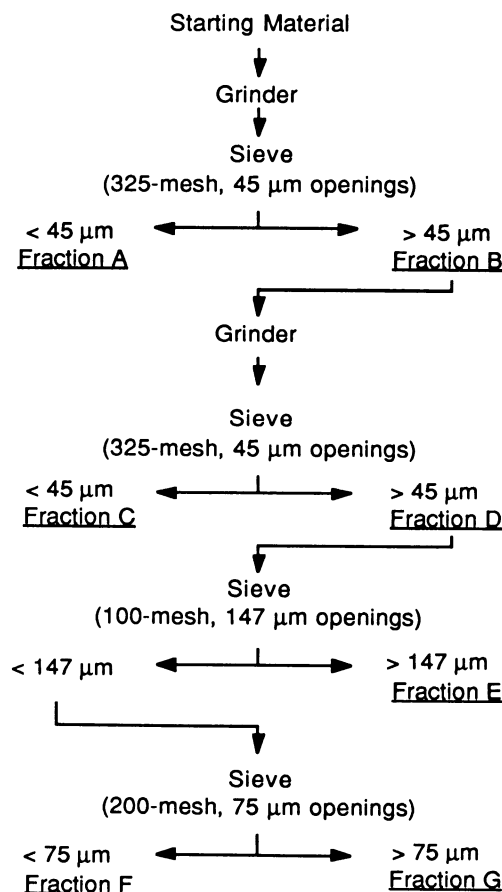 Starting Material
Grinder
Sieve
(325-mesh, 45 µm openings)
< 45 µm
Fraction A
> 45 µm
Fraction B
Grinder
Sieve
(325-mesh, 45 µm openings)
< 45 µm
Fraction C
> 45 µm
Fraction D
Sieve
(100-mesh, 147 µm openings)
< 147 µm
> 147 µm
Fraction E
Sieve
(200-mesh, 75 µm openings)
< 75 µm
Fraction F
> 75 µm
Fraction G